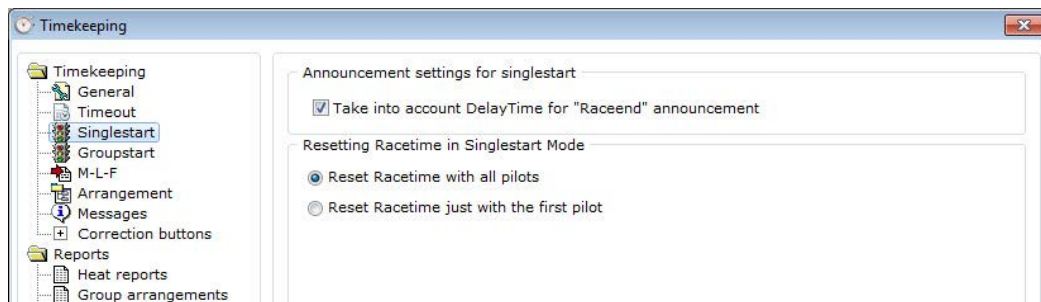 Timekeeping
Timekeeping
General
Timeout
Singlestart
Groupstart
M-L-F
Arrangement
Messages
Correction buttons
Reports
Heat reports
Group arrangements
Announcement settings for singlestart
Take into account DelayTime for "Raceend" announcement
Resetting Racetime in Singlestart Mode
Reset Racetime with all pilots
Reset Racetime just with the first pilot